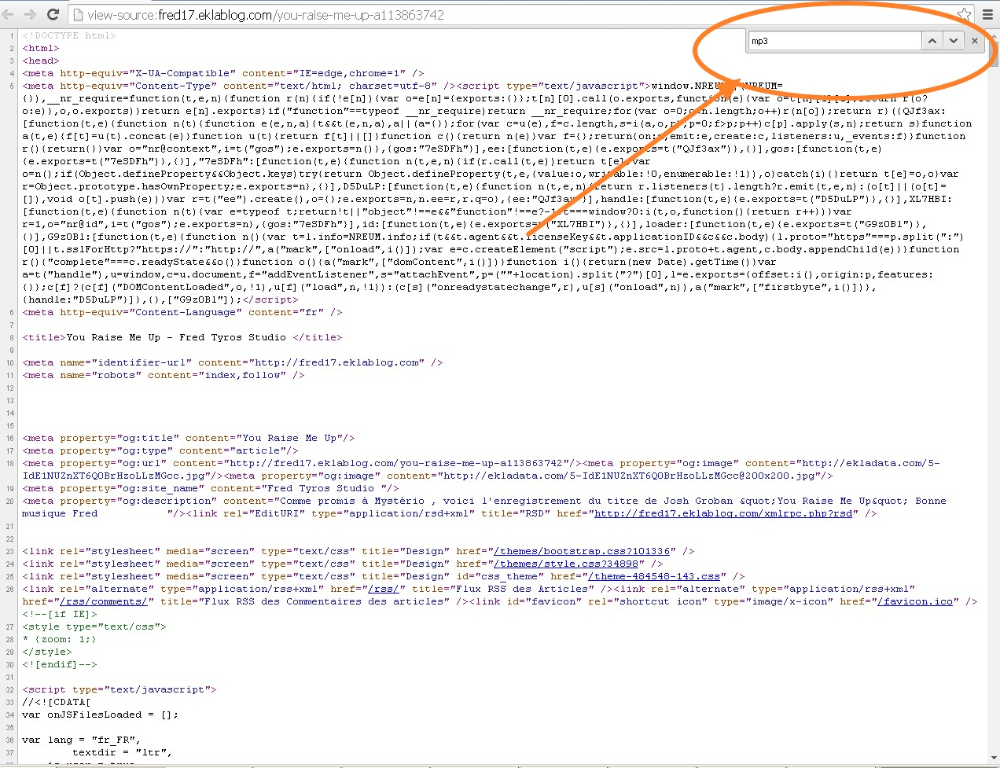 view-source:fred17.eklablog.com/you-raise-me-up-a113863742
mp3
1 <!DOCTYPE html>
2 <html>
3 <head>
4 <meta http-equiv="X-UA-Compatible" content="IE=edge,chrome=1" />
5 <meta http-equiv="Content-Type" content="text/html; charset=utf-8" /><script type="text/javascript">window.NREUM||(NREUM=
{}),__nr_require=function(t,e,n){function r(n){if(!e[n]){var o=e[n]={exports:{}};t[n][0].call(o.exports,function(e){var o=t[n][1][e];return r(o?
o:e)},o,o.exports)}return e[n].exports}if("function"==typeof __nr_require)return __nr_require;for(var o=0;o<n.length;o++)r(n[o]);return r}({QJf3ax:
[function(t,e){function n(t){function e(e,n,a){t&&t(e,n,a),a||(a={});for(var c=u(e),f=c.length,s=i(a,o,r),p=0;f>p;p++)c[p].apply(s,n);return s}function
a(t,e){f[t]=u(t).concat(e)}function u(t){return f[t]||[]}function c(){return n(e)}var f={};return{on:a,emit:e,create:c,listeners:u,_events:f}}function
r(){return{}}var o="nr@context",i=t("gos");e.exports=n()},{gos:"7eSDFh"}],ee:[function(t,e){e.exports=t("QJf3ax")},{}],gos:[function(t,e)
{e.exports=t("7eSDFh")},{}],"7eSDFh":[function(t,e){function n(t,e,n){if(r.call(t,e))return t[e];var
o=n();if(Object.defineProperty&&Object.keys)try{return Object.defineProperty(t,e,{value:o,writable:!0,enumerable:!1}),o}catch(i){}return t[e]=o,o}var
r=Object.prototype.hasOwnProperty;e.exports=n},{}],D5DuLP:[function(t,e){function n(t,e,n){return r.listeners(t).length?r.emit(t,e,n):(o[t]||(o[t]=
[]),void o[t].push(e))}var r=t("ee").create(),o={};e.exports=n,n.ee=r,r.q=o},{ee:"QJf3ax"}],handle:[function(t,e){e.exports=t("D5DuLP")},{}],XL7HBI:
[function(t,e){function n(t){var e=typeof t;return!t||"object"!==e&&"function"!==e?-1:t===window?0:i(t,o,function(){return r++})}var
r=1,o="nr@id",i=t("gos");e.exports=n},{gos:"7eSDFh"}],id:[function(t,e){e.exports=t("XL7HBI")},{}],loader:[function(t,e){e.exports=t("G9z0Bl")},
{}],G9z0Bl:[function(t,e){function n(){var t=l.info=NREUM.info;if(t&&t.agent&&t.licenseKey&&t.applicationID&&c&&c.body){l.proto="https"===p.split(":")
[0]||t.sslForHttp?"https://":"http://",a("mark",["onload",i()]);var e=c.createElement("script");e.src=l.proto+t.agent,c.body.appendChild(e)}}function
r(){"complete"===c.readyState&&o()}function o(){a("mark",["domContent",i()])}function i(){return(new Date).getTime()}var
a=t("handle"),u=window,c=u.document,f="addEventListener",s="attachEvent",p=(""+location).split("?")[0],l=e.exports={offset:i(),origin:p,features:
{}};c[f]?(c[f]("DOMContentLoaded",o,!1),u[f]("load",n,!1)):(c[s]("onreadystatechange",r),u[s]("onload",n)),a("mark",["firstbyte",i()])},
{handle:"D5DuLP"}]},{},["G9z0Bl"]);</script>
6 <meta http-equiv="Content-Language" content="fr" />
7
8 <title>You Raise Me Up - Fred Tyros Studio </title>
9
10 <meta name="identifier-url" content="http://fred17.eklablog.com" />
11 <meta name="robots" content="index,follow" />
12
13
14
15
16 <meta property="og:title" content="You Raise Me Up"/>
17 <meta property="og:type" content="article"/>
18 <meta property="og:url" content="http://fred17.eklablog.com/you-raise-me-up-a113863742"/><meta property="og:image" content="http://ekladata.com/5-
IdE1NUZnXT6Q0BrHzoLLzMGcc.jpg"/><meta property="og:image" content="http://ekladata.com/5-IdE1NUZnXT6Q0BrHzoLLzMGcc@200x200.jpg"/>
19 <meta property="og:site_name" content="Fred Tyros Studio "/>
20 <meta property="og:description" content="Comme promis à Mystério , voici l'enregistrement du titre de Josh Groban &quot;You Raise Me Up&quot; Bonne
musique Fred "/><link rel="EditURI" type="application/rsd+xml" title="RSD" href="http://fred17.eklablog.com/xmlrpc.php?rsd" />
21
22
23 <link rel="stylesheet" media="screen" type="text/css" title="Design" href="/themes/bootstrap.css?101336" />
24 <link rel="stylesheet" media="screen" type="text/css" title="Design" href="/themes/style.css?34898" />
25 <link rel="stylesheet" media="screen" type="text/css" title="Design" id="css_theme" href="/theme-484548-143.css" />
26 <link rel="alternate" type="application/rss+xml" href="/rss/" title="Flux RSS des Articles" /><link rel="alternate" type="application/rss+xml"
href="/rss/comments/" title="Flux RSS des Commentaires des articles" /><link id="favicon" rel="shortcut icon" type="image/x-icon" href="/favicon.ico" />
<!--[if IE]>
27 <style type="text/css">
28 * {zoom: 1;}
29 </style>
30 <![endif]-->
31
32 <script type="text/javascript">
33 //<![CDATA[
34 var onJSFilesLoaded = [];
35
36 var lang = "fr_FR",
37 textdir = "ltr",